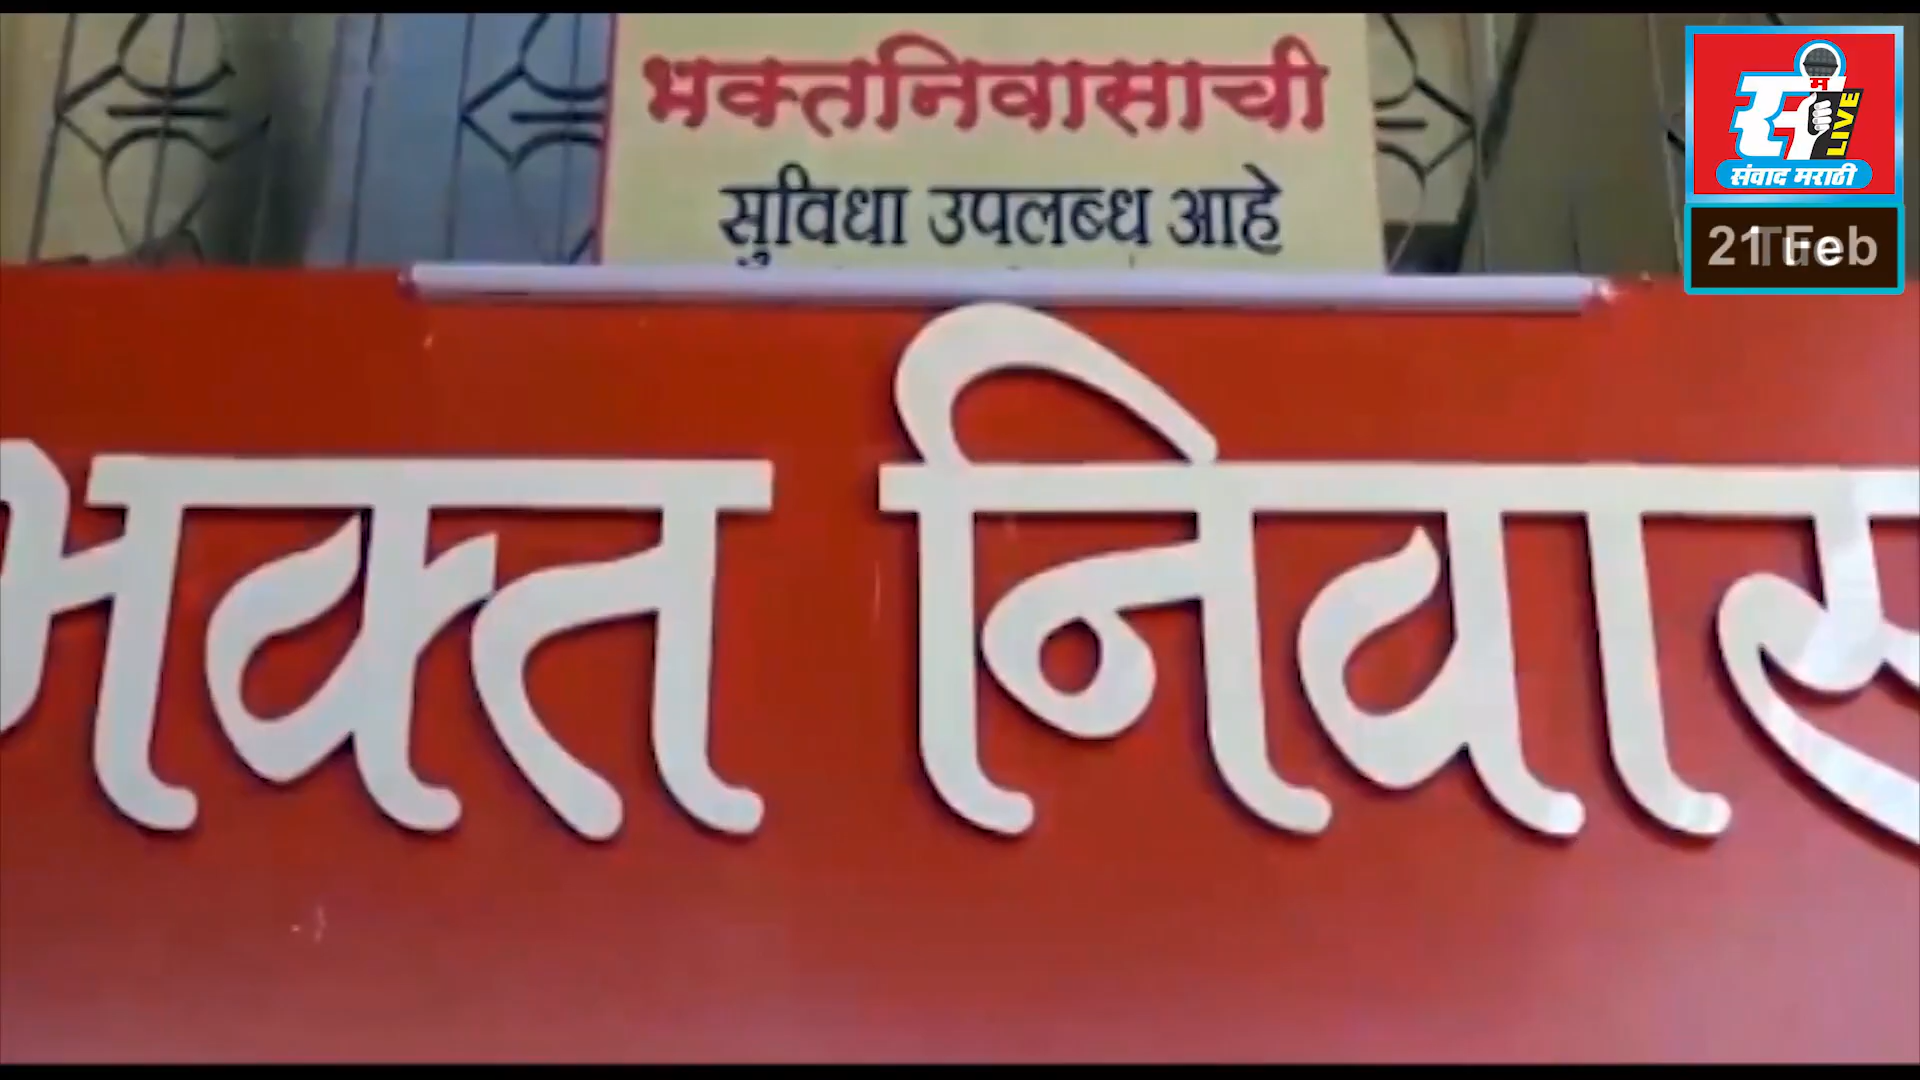 भक्तनिवासाची
सुविधा उपलब्ध आहे
भक्त निवास
स
म
LIVE
संवाद मराठी
21 Feb